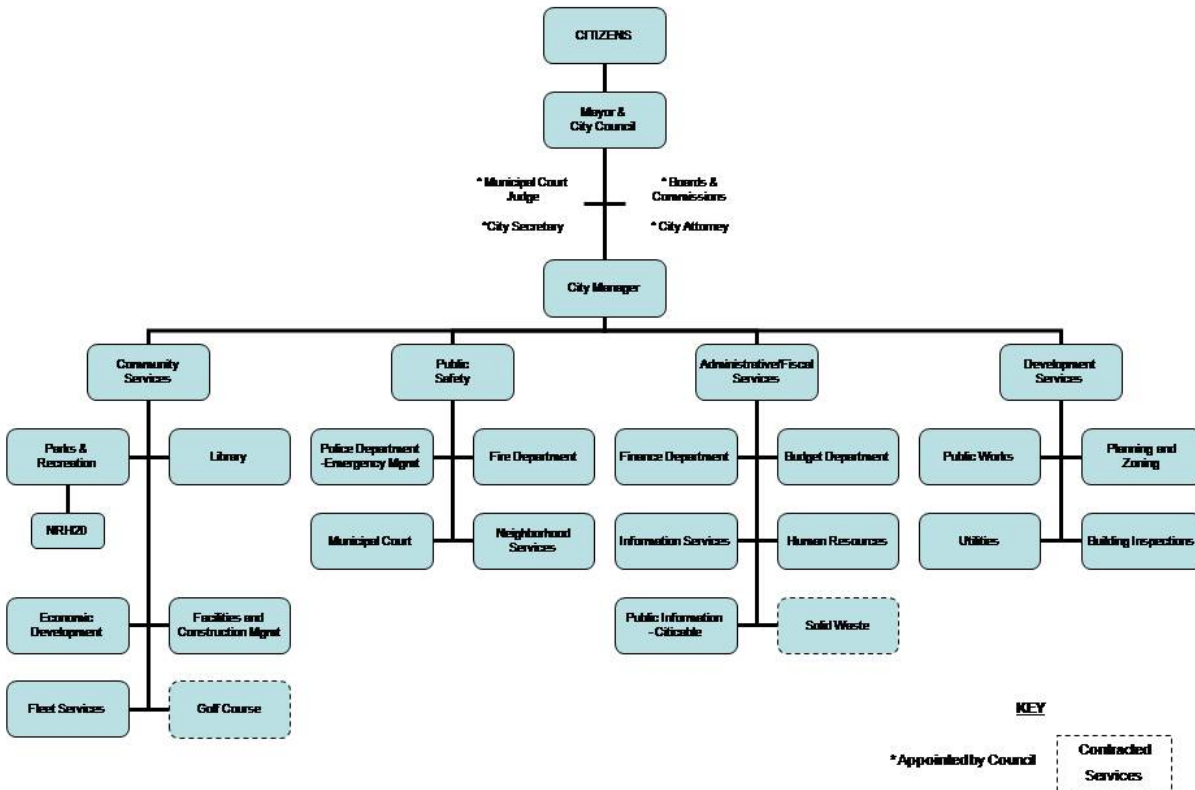 CITIZENS
Mayor &
City Council
* Municipal Court
Judge
* Boards &
Commissions
*City Secretary
* City Attorney
City Manager
Community
Services
Public
Safety
Administrative/Fiscal
Services
Development
Services
Parks &
Recreation
Library
Police Department
-Emergency Mgmt
Fire Department
Finance Department
Budget Department
Public Works
Planning and
Zoning
NRH20
Municipal Court
Neighborhood
Services
Information Services
Human Resources
Utilities
Building Inspections
Economic
Development
Facilities and
Construction Mgmt
Public Information
- Citicable
Solid Waste
Fleet Services
Golf Course
KEY
* Appointed by Council
Contracted
Services